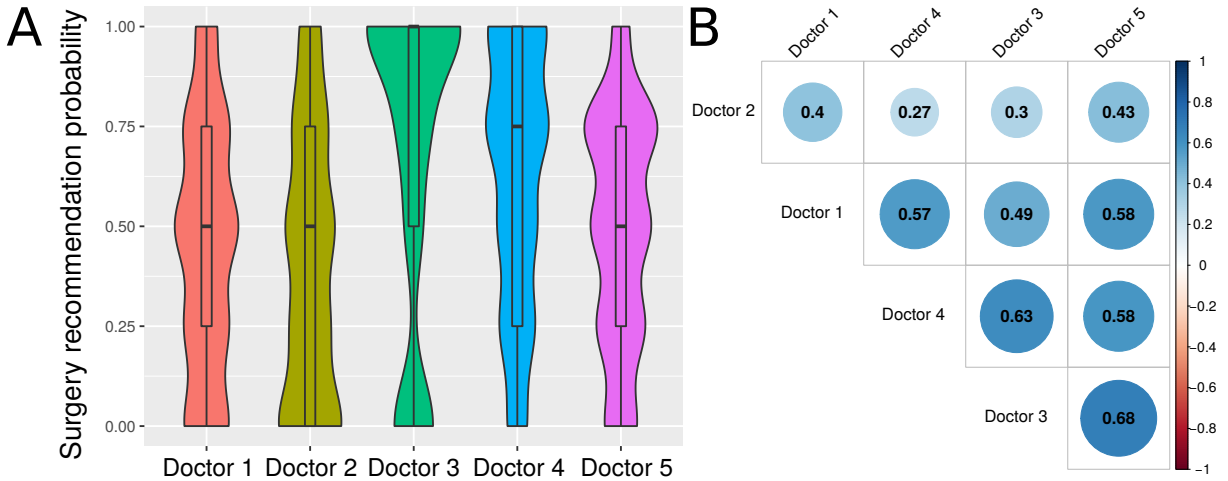 A
Surgery recommendation probability
1.00
0.75
0.50
0.25
0.00
Doctor 1 Doctor 2 Doctor 3 Doctor 4 Doctor 5
B
Doctor 1 Doctor 4 Doctor 3 Doctor 5
Doctor 2 0.4 0.27 0.3 0.43
Doctor 1 0.57 0.49 0.58
Doctor 4 0.63 0.58
Doctor 3 0.68
1
0.8
0.6
0.4
0.2
0
−0.2
−0.4
−0.6
−0.8
−1